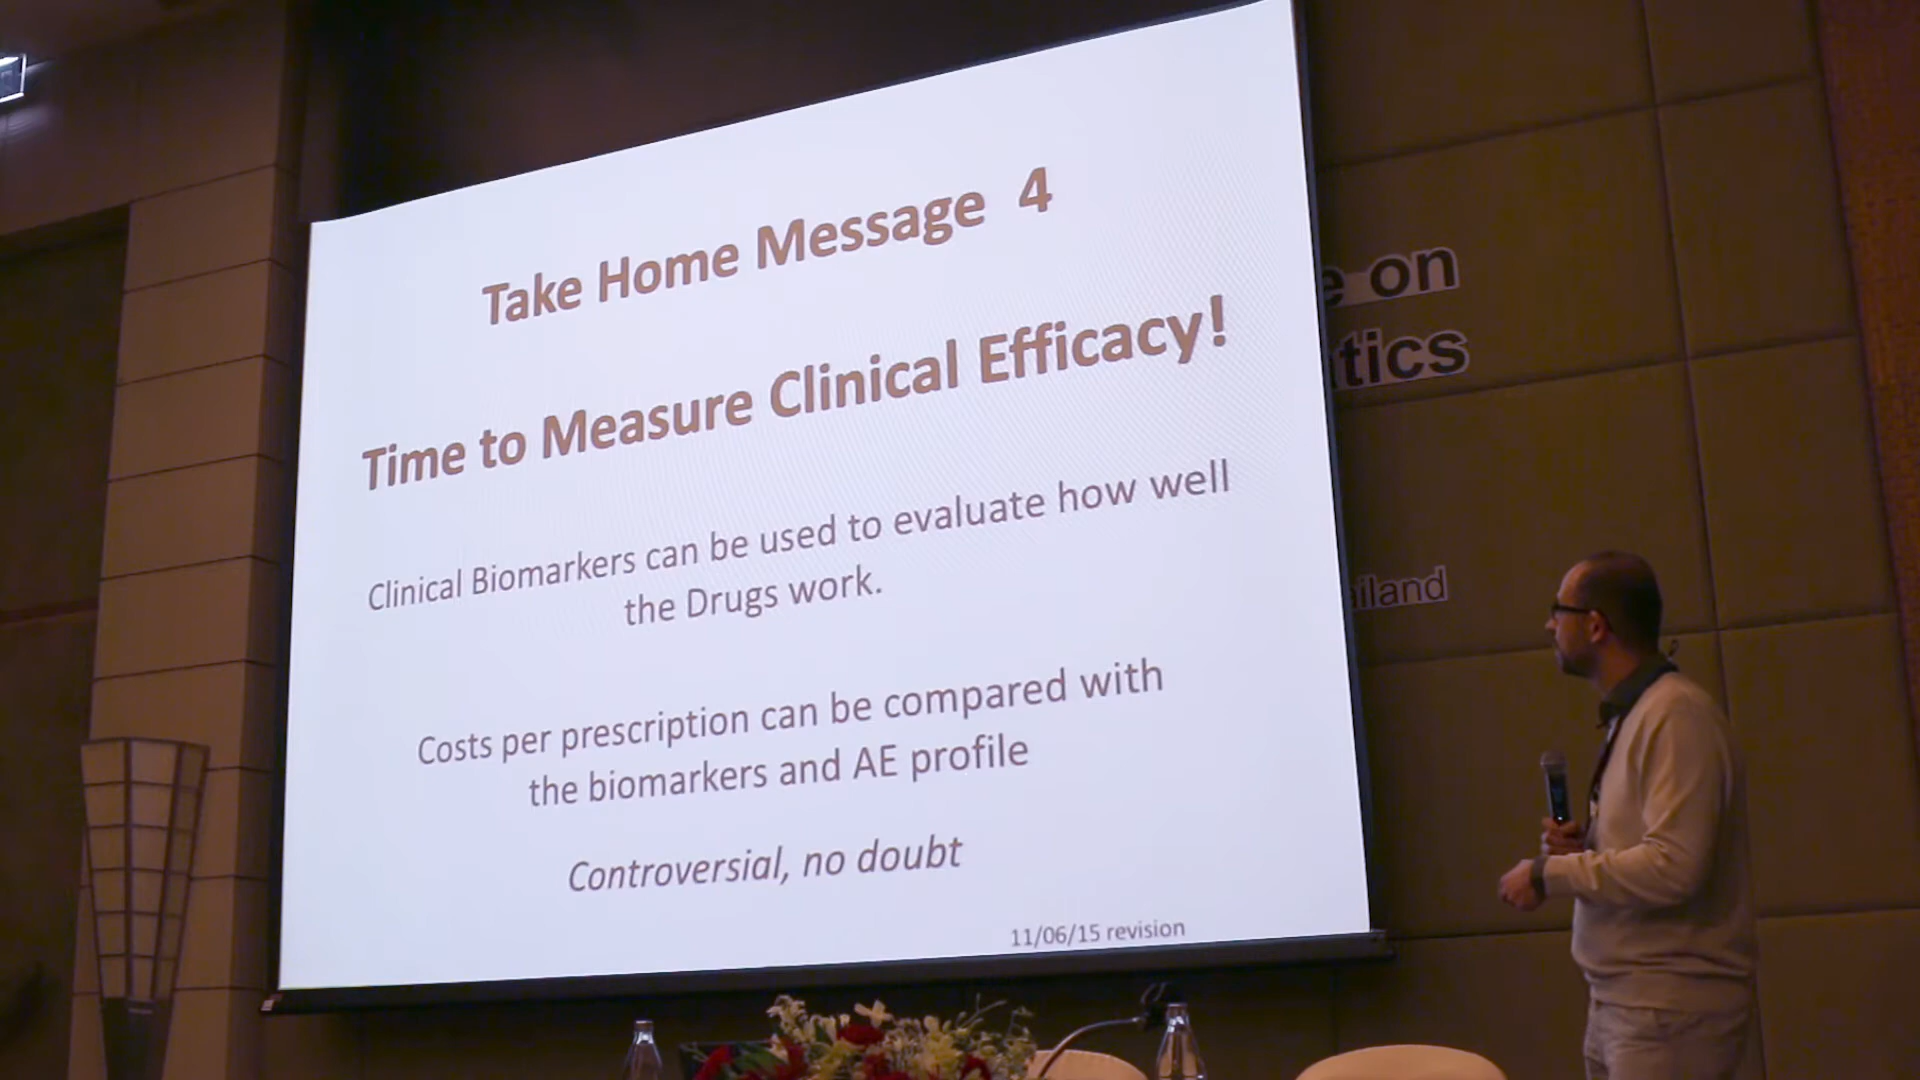 Take Home Message 4
Time to Measure Clinical Efficacy!
Clinical Biomarkers can be used to evaluate how well
the Drugs work.
Costs per prescription can be compared with
the biomarkers and AE profile
Controversial, no doubt
11/06/15 revision
on